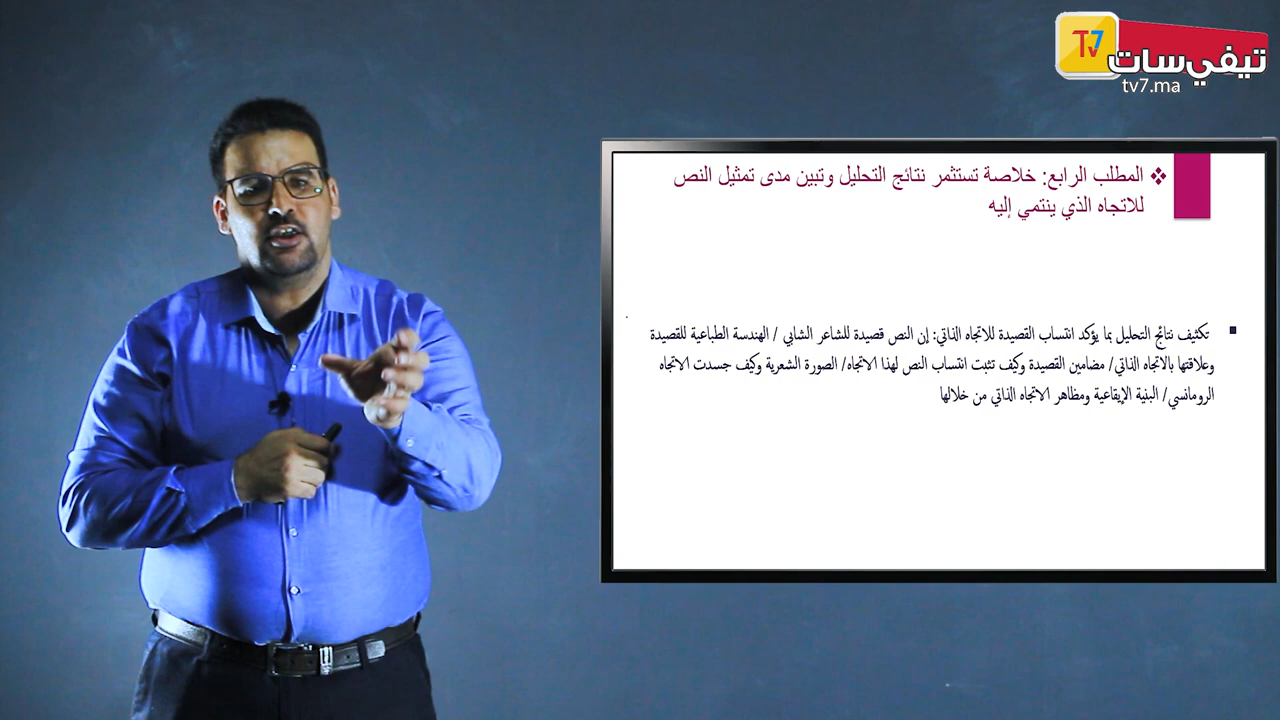 TV7
تيفي سات
tv7.ma
❖ المطلب الرابع: خلاصة تستثمر نتائج التحليل وتبين مدى تمثيل النص
للاتجاه الذي ينتمي إليه
▪ تكثيف نتائج التحليل بما يؤكد انتساب القصيدة للاتجاه الذاتي: إن النص قصيدة للشاعر الشابي / الهندسة الطباعية للقصيدة
وعلاقتها بالاتجاه الذاتي/ مضامين القصيدة وكيف تثبت انتساب النص لهذا الاتجاه/ الصورة الشعرية وكيف جسدت الاتجاه
الرومانسي/ البنية الإيقاعية ومظاهر الاتجاه الذاتي من خلالها